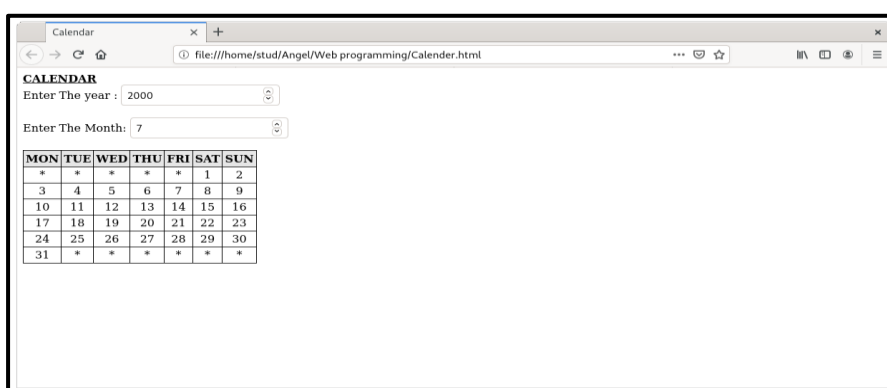 Calendar
file:///home/stud/Angel/Web programming/Calender.html
CALENDAR
Enter The year : 2000
Enter The Month: 7
MON TUE WED THU FRI SAT SUN
* * * * * 1 2
3 4 5 6 7 8 9
10 11 12 13 14 15 16
17 18 19 20 21 22 23
24 25 26 27 28 29 30
31 * * * * * *